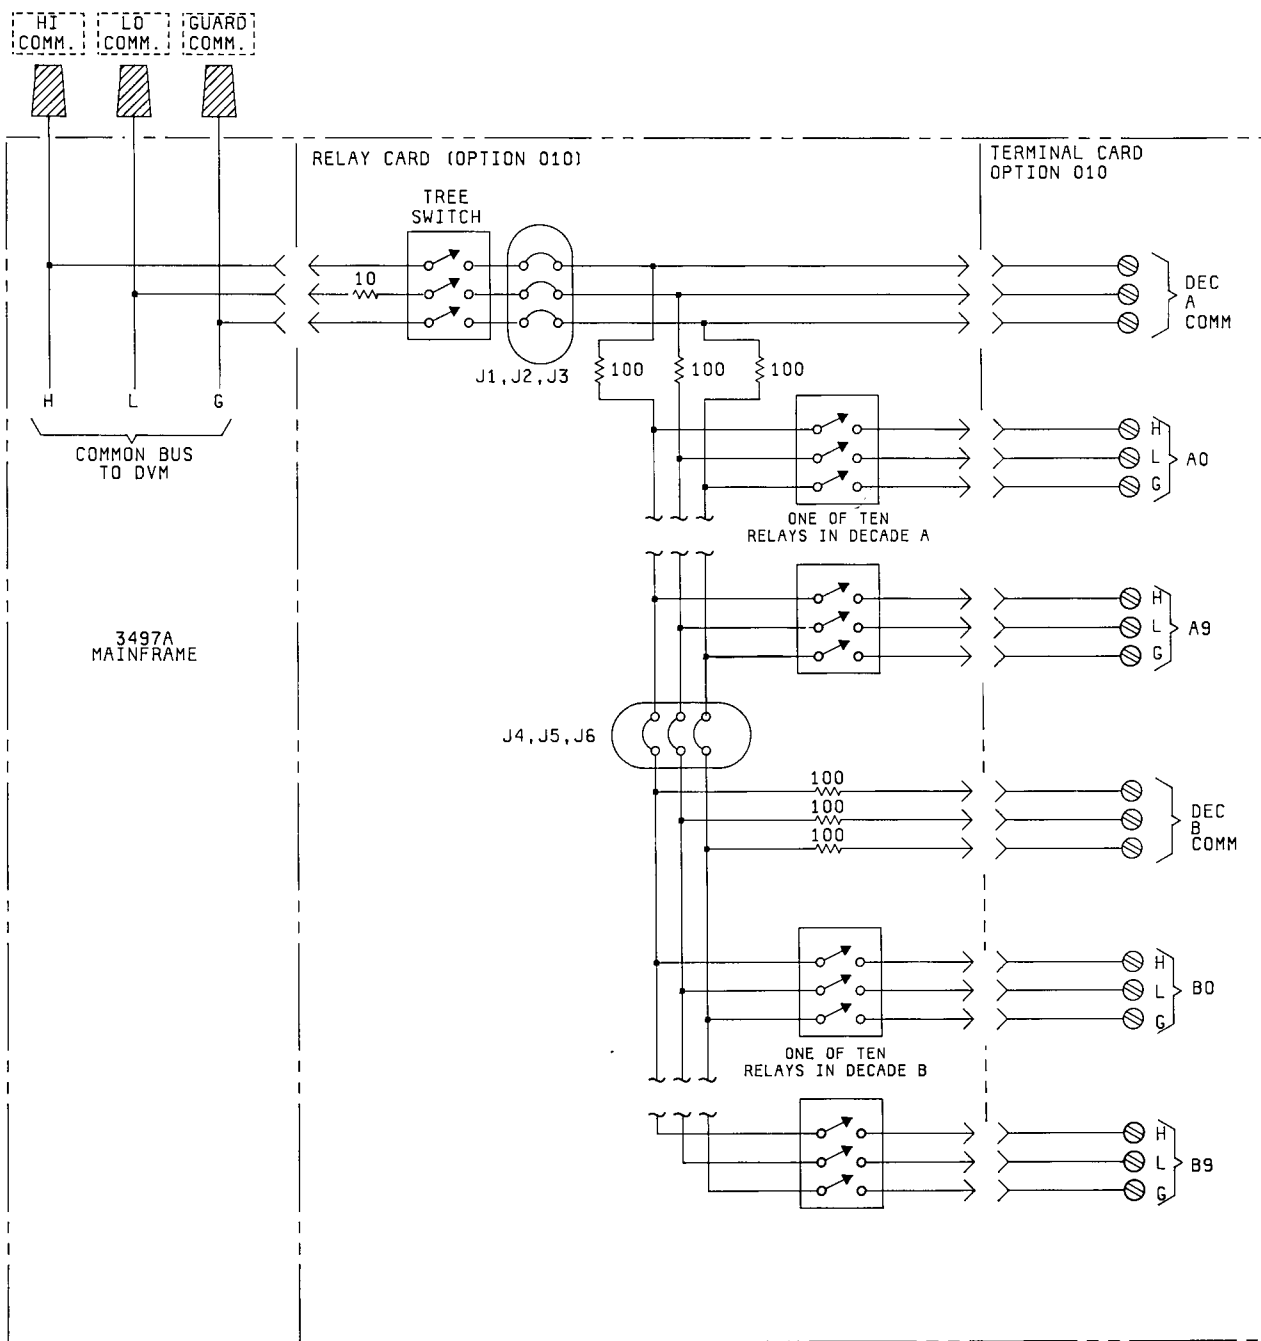 HI
COMM.
LO
COMM.
GUARD
COMM.
RELAY CARD (OPTION 010)
TERMINAL CARD
OPTION 010
TREE
SWITCH
10
DEC
A
COMM
J1,J2,J3
100
100
100
H
L
G
COMMON BUS
TO DVM
H
L
G
A0
ONE OF TEN
RELAYS IN DECADE A
H
L
G
A9
3497A
MAINFRAME
J4,J5,J6
100
100
100
DEC
B
COMM
H
L
G
B0
ONE OF TEN
RELAYS IN DECADE B
H
L
G
B9